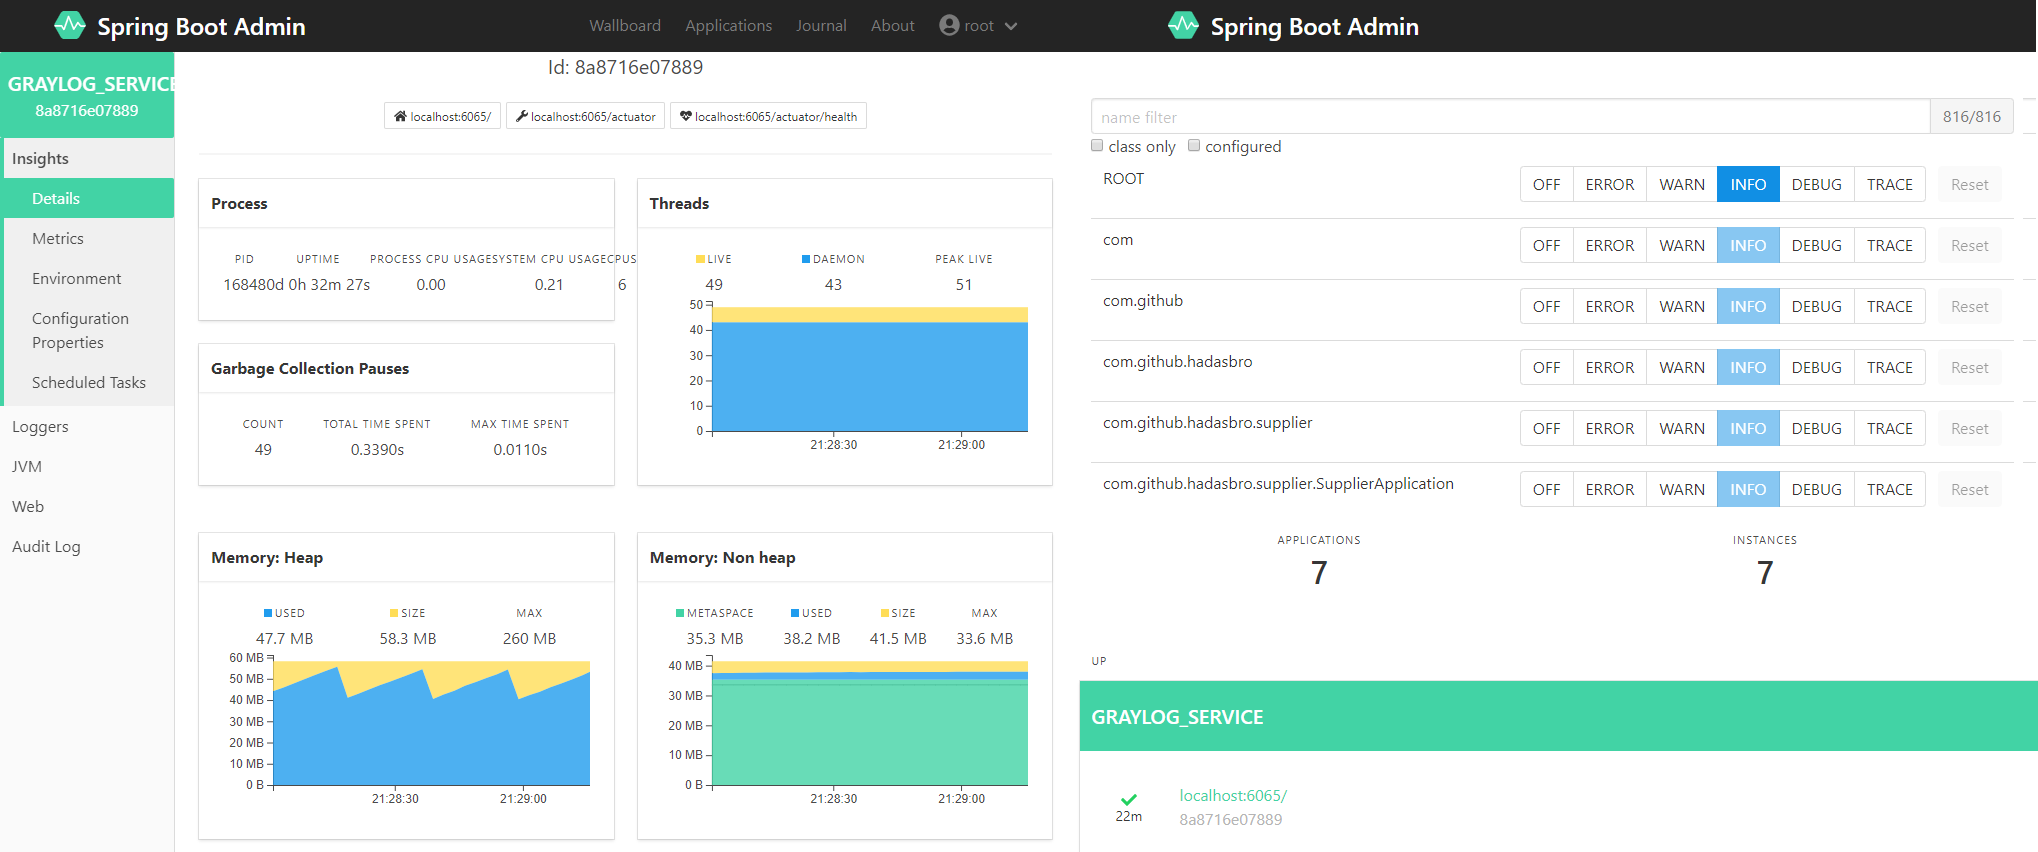 Spring Boot Admin
Wallboard Applications Journal About root
Spring Boot Admin
GRAYLOG_SERVICE
8a8716e07889
Insights
Details
Metrics
Environment
Configuration
Properties
Scheduled Tasks
Loggers
JVM
Web
Audit Log
Id: 8a8716e07889
localhost:6065/ localhost:6065/actuator localhost:6065/actuator/health
Process
PID UPTIME PROCESS CPU USAGE SYSTEM CPU USAGE CPUS
16848 0d 0h 32m 27s 0.00 0.21 6
Garbage Collection Pauses
COUNT TOTAL TIME SPENT MAX TIME SPENT
49 0.3390s 0.0110s
Threads
LIVE DAEMON PEAK LIVE
49 43 51
50
40
30
20
10
0
21:28:30 21:29:00
Memory: Heap
USED SIZE MAX
47.7 MB 58.3 MB 260 MB
60 MB
50 MB
40 MB
30 MB
20 MB
10 MB
0 B
21:28:30 21:29:00
Memory: Non heap
METASPACE USED SIZE MAX
35.3 MB 38.2 MB 41.5 MB 33.6 MB
40 MB
30 MB
20 MB
10 MB
0 B
21:28:30 21:29:00
name filter 816/816
class only configured
ROOT OFF ERROR WARN INFO DEBUG TRACE Reset
com OFF ERROR WARN INFO DEBUG TRACE Reset
com.github OFF ERROR WARN INFO DEBUG TRACE Reset
com.github.hadasbro OFF ERROR WARN INFO DEBUG TRACE Reset
com.github.hadasbro.supplier OFF ERROR WARN INFO DEBUG TRACE Reset
com.github.hadasbro.supplier.SupplierApplication OFF ERROR WARN INFO DEBUG TRACE Reset
APPLICATIONS INSTANCES
7 7
UP
GRAYLOG_SERVICE
localhost:6065/
22m 8a8716e07889